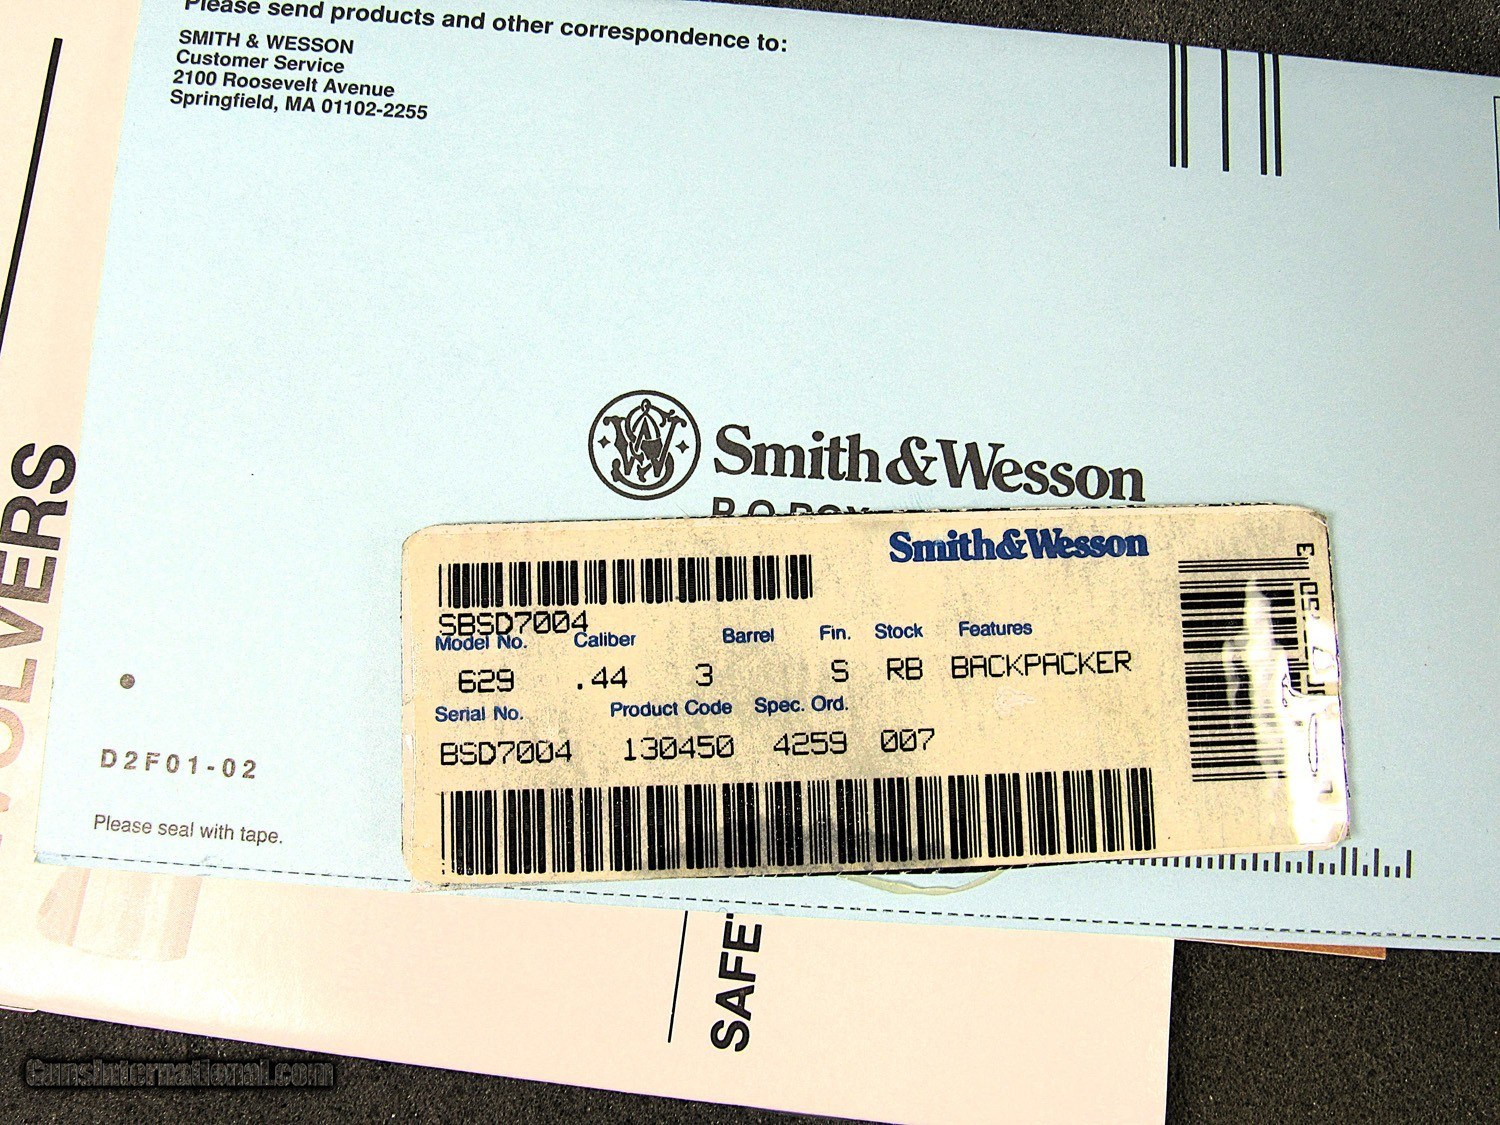 Please send products and other correspondence to:
SMITH & WESSON
Customer Service
2100 Roosevelt Avenue
Springfield, MA 01102-2255
Smith & Wesson
P.O. BOX
Smith & Wesson
SBSD7004
Model No. Caliber Barrel Fin. Stock Features
629 .44 3 S RB BACKPACKER
Serial No. Product Code Spec. Ord.
BSD7004 130450 4259 007
3
D2F01-02
Please seal with tape.
SAFE
GunsInternational.com